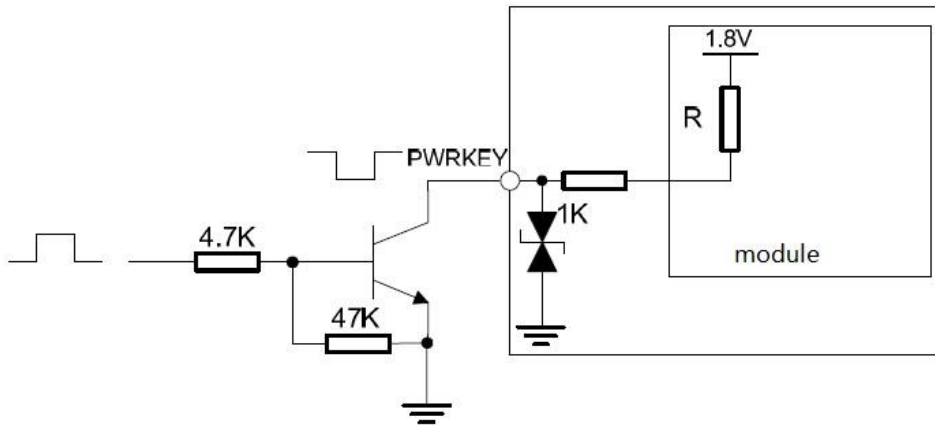 1.8V
R
PWRKEY
1K
4.7K
module
47K